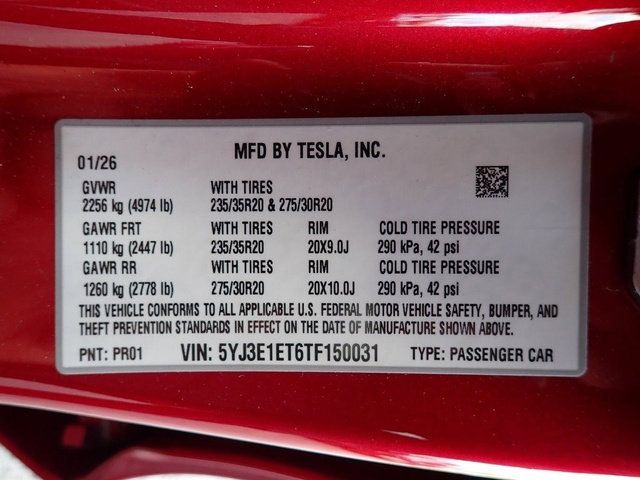 01/26 MFD BY TESLA, INC.
GVWR WITH TIRES
2256 kg (4974 lb) 235/35R20 & 275/30R20
GAWR FRT WITH TIRES RIM COLD TIRE PRESSURE
1110 kg (2447 lb) 235/35R20 20X9.0J 290 kPa, 42 psi
GAWR RR WITH TIRES RIM COLD TIRE PRESSURE
1260 kg (2778 lb) 275/30R20 20X10.0J 290 kPa, 42 psi
THIS VEHICLE CONFORMS TO ALL APPLICABLE U.S. FEDERAL MOTOR VEHICLE SAFETY, BUMPER, AND
THEFT PREVENTION STANDARDS IN EFFECT ON THE DATE OF MANUFACTURE SHOWN ABOVE.
PNT: PR01 VIN: 5YJ3E1ET6TF150031 TYPE: PASSENGER CAR